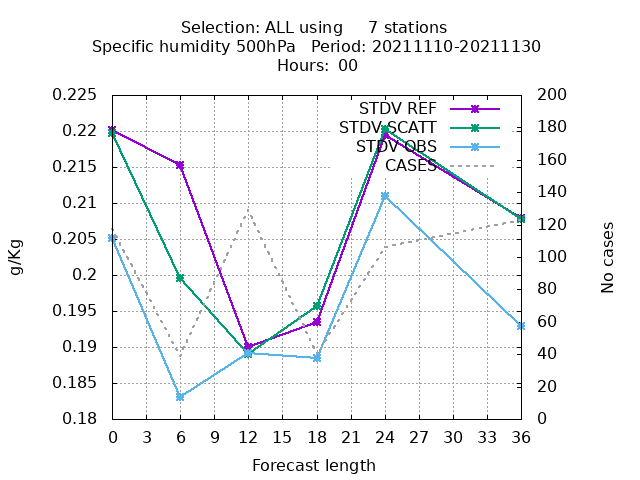 Selection: ALL using 7 stations
Specific humidity 500hPa Period: 20211110-20211130
Hours: 00
STDV REF
STDV SCATT
STDV OBS
CASES
0.225
0.22
0.215
0.21
0.205
0.2
0.195
0.19
0.185
0.18
g/Kg
200
180
160
140
120
100
80
60
40
20
0
No cases
0 3 6 9 12 15 18 21 24 27 30 33 36
Forecast length